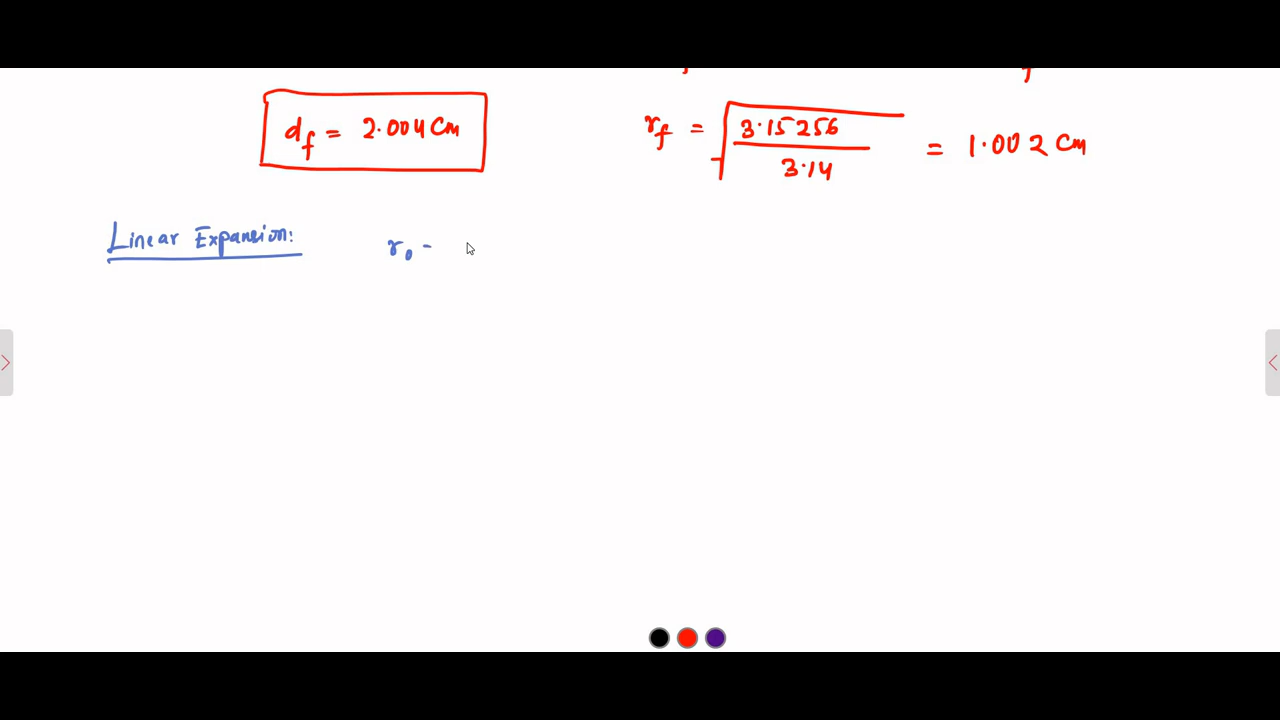 d_f = 2.004 Cm
r_f = √(3.15256 / 3.14) = 1.002 Cm
Linear Expansion: r_0 -